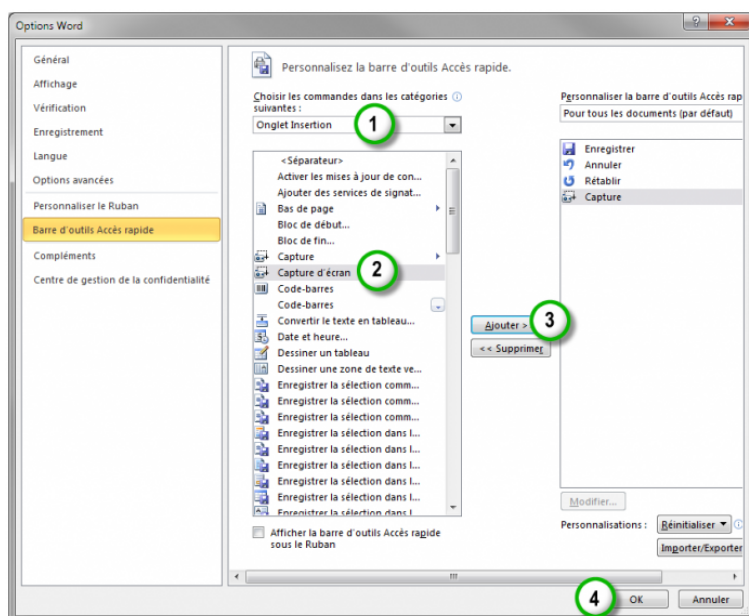 Options Word
Général
Affichage
Vérification
Enregistrement
Langue
Options avancées
Personnaliser le Ruban
Barre d'outils Accès rapide
Compléments
Centre de gestion de la confidentialité
Personnalisez la barre d'outils Accès rapide.
Choisir les commandes dans les catégories
suivantes :
Onglet Insertion
1
<Séparateur>
Activer les mises à jour de con...
Ajouter des services de signat...
Bas de page
Bloc de début...
Bloc de fin...
Capture
Capture d'écran
2
Code-barres
Code-barres
Convertir le texte en tableau...
Date et heure...
Dessiner un tableau
Dessiner une zone de texte ve...
Enregistrer la sélection comm...
Enregistrer la sélection comm...
Enregistrer la sélection comm...
Enregistrer la sélection dans l...
Enregistrer la sélection dans l...
Enregistrer la sélection dans l...
Enregistrer la sélection dans l...
Enregistrer la sélection dans l...
Enregistrer la sélection dans l
Afficher la barre d'outils Accès rapide
sous le Ruban
Ajouter >
3
<< Supprimer
Personnaliser la barre d'outils Accès rap
Pour tous les documents (par défaut)
Enregistrer
Annuler
Rétablir
Capture
Modifier...
Personnalisations :
Réinitialiser
Importer/Exporter
4
OK
Annuler